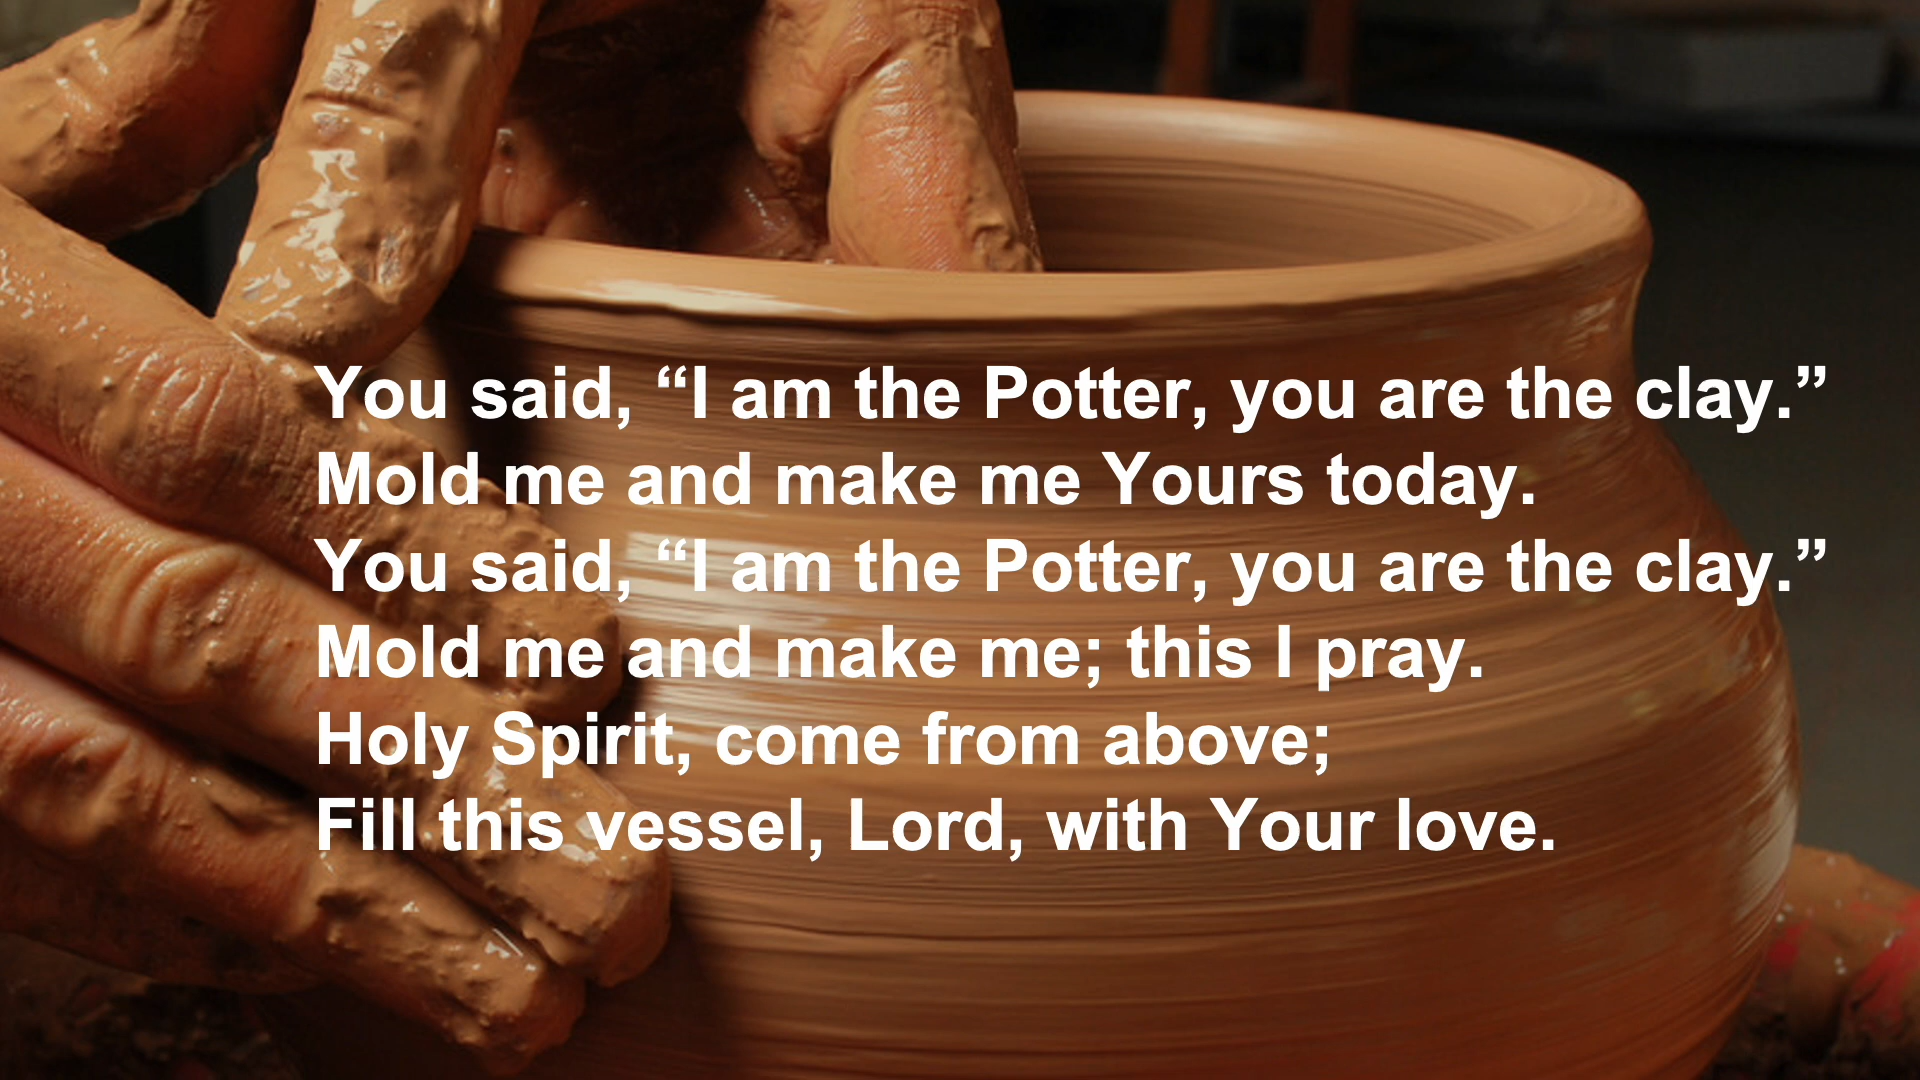 You said, “I am the Potter, you are the clay.”
Mold me and make me Yours today.
You said, “I am the Potter, you are the clay.”
Mold me and make me; this I pray.
Holy Spirit, come from above;
Fill this vessel, Lord, with Your love.